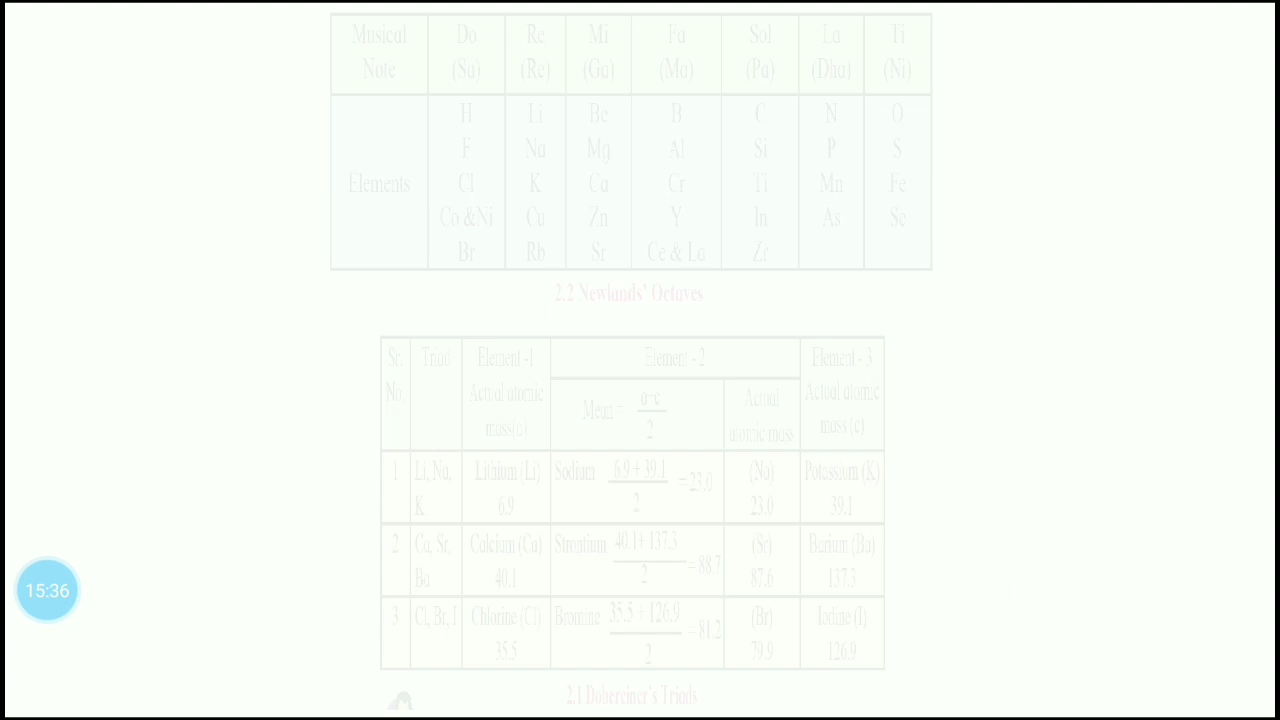 Musical Note Do (Sa) Re (Re) Mi (Ga) Fa (Ma) Sol (Pa) La (Dha) Ti (Ni)
Elements
H Li Be B C N O
F Na Mg Al Si P S
Cl K Ca Cr Ti Mn Fe
Co &Ni Cu Zn Y In As Se
Br Rb Sr Ce & La Zr
2.2 Newlands' Octaves
Sr. No. Triad Element -1 Actual atomic mass(a) Element - 2 Element - 3 Actual atomic mass (c)
Mean = a+c / 2 Actual atomic mass
1 Li, Na, K Lithium (Li) 6.9 Sodium 6.9 + 39.1 / 2 = 23.0 (Na) 23.0 Potassium (K) 39.1
2 Ca, Sr, Ba Calcium (Ca) 40.1 Strontium 40.1+ 137.3 / 2 = 88.7 (Sr) 87.6 Barium (Ba) 137.3
3 Cl, Br, I Chlorine (Cl) 35.5 Bromine 35.5 + 126.9 / 2 = 81.2 (Br) 79.9 Iodine (I) 126.9
2.1 Dobereiner's Triads
15:36